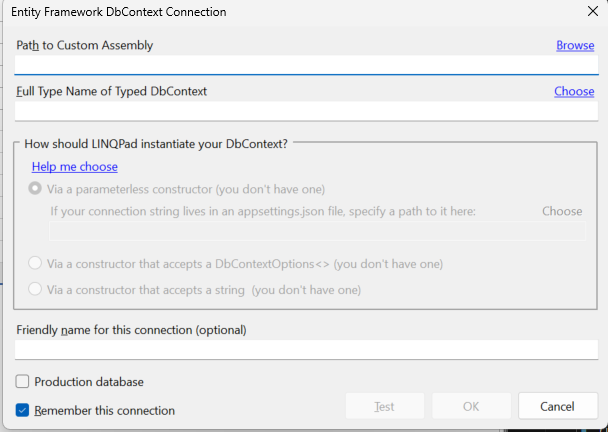 Entity Framework DbContext Connection
Path to Custom Assembly Browse
Full Type Name of Typed DbContext Choose
How should LINQPad instantiate your DbContext?
Help me choose
Via a parameterless constructor (you don't have one)
If your connection string lives in an appsettings.json file, specify a path to it here: Choose
Via a constructor that accepts a DbContextOptions<> (you don't have one)
Via a constructor that accepts a string (you don't have one)
Friendly name for this connection (optional)
Production database
Remember this connection
Test OK Cancel